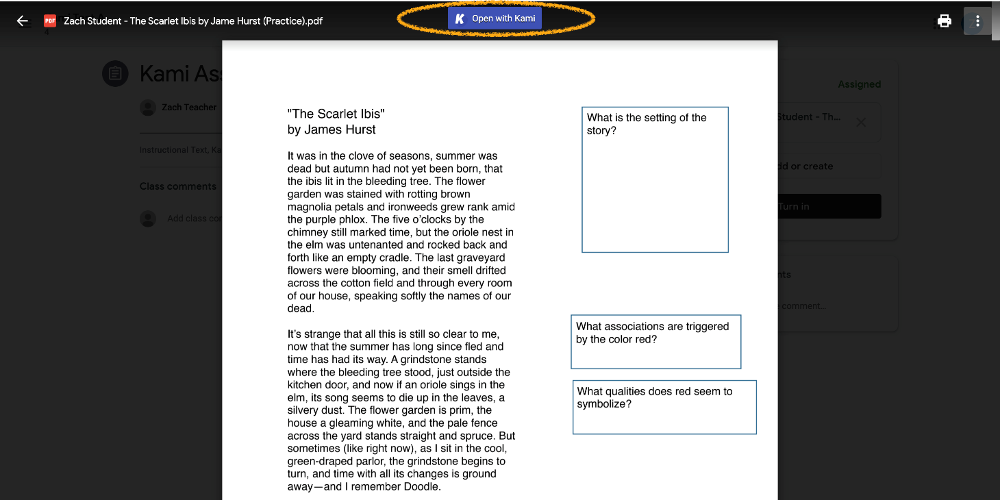 PDF
Zach Student - The Scarlet Ibis by Jame Hurst (Practice).pdf
Open with Kami
4
Kami Ass
Zach Teacher
Instructional Text, Ka
Class comments
Add class cor
"The Scarlet Ibis"
by James Hurst
It was in the clove of seasons, summer was
dead but autumn had not yet been born, that
the ibis lit in the bleeding tree. The flower
garden was stained with rotting brown
magnolia petals and ironweeds grew rank amid
the purple phlox. The five o’clocks by the
chimney still marked time, but the oriole nest in
the elm was untenanted and rocked back and
forth like an empty cradle. The last graveyard
flowers were blooming, and their smell drifted
across the cotton field and through every room
of our house, speaking softly the names of our
dead.
It’s strange that all this is still so clear to me,
now that the summer has long since fled and
time has had its way. A grindstone stands
where the bleeding tree stood, just outside the
kitchen door, and now if an oriole sings in the
elm, its song seems to die up in the leaves, a
silvery dust. The flower garden is prim, the
house a gleaming white, and the pale fence
across the yard stands straight and spruce. But
sometimes (like right now), as I sit in the cool,
green-draped parlor, the grindstone begins to
turn, and time with all its changes is ground
away—and I remember Doodle.
What is the setting of the
story?
What associations are triggered
by the color red?
What qualities does red seem to
symbolize?
Assigned
Student - Th...
dd or create
Turn in
nts
comment...